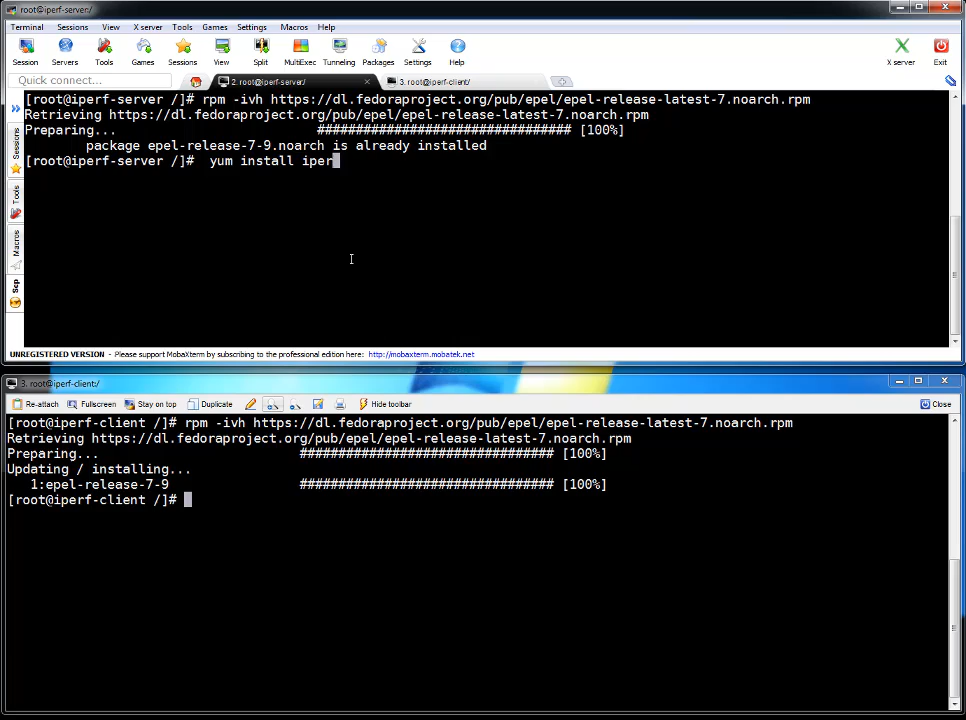 root@iperf-server:/
Terminal Sessions View X server Tools Games Settings Macros Help
Session Servers Tools Games Sessions View Split MultiExec Tunneling Packages Settings Help X server Exit
Quick connect... 2. root@iperf-server:/ 3. root@iperf-client:/
[root@iperf-server /]# rpm -ivh https://dl.fedoraproject.org/pub/epel/epel-release-latest-7.noarch.rpm
Retrieving https://dl.fedoraproject.org/pub/epel/epel-release-latest-7.noarch.rpm
Preparing... ################################# [100%]
package epel-release-7-9.noarch is already installed
[root@iperf-server /]# yum install iper
Sessions
Tools
Macros
Scp
UNREGISTERED VERSION - Please support MobaXterm by subscribing to the professional edition here: http://mobaxterm.mobatek.net
3. root@iperf-client:/
Re-attach Fullscreen Stay on top Duplicate Hide toolbar Close
[root@iperf-client /]# rpm -ivh https://dl.fedoraproject.org/pub/epel/epel-release-latest-7.noarch.rpm
Retrieving https://dl.fedoraproject.org/pub/epel/epel-release-latest-7.noarch.rpm
Preparing... ################################# [100%]
Updating / installing...
1:epel-release-7-9 ################################# [100%]
[root@iperf-client /]#